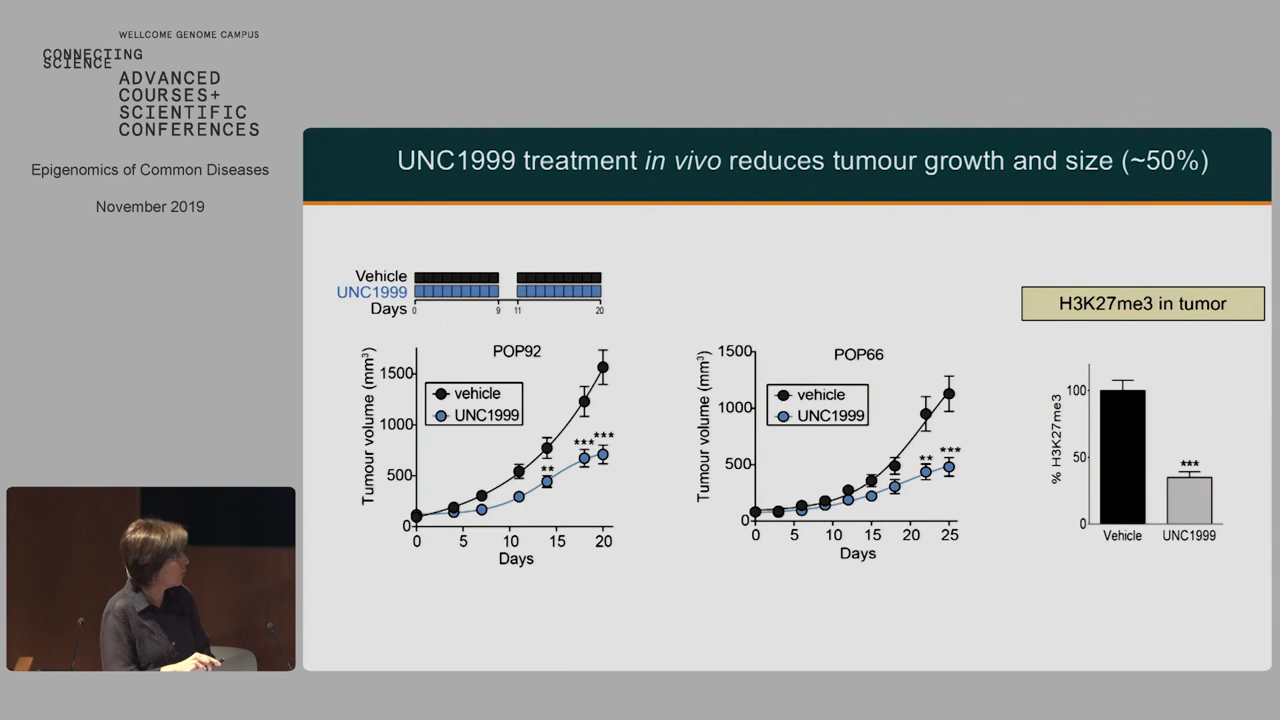 WELLCOME GENOME CAMPUS
CONNECTING
SCIENCE
ADVANCED
COURSES+
SCIENTIFIC
CONFERENCES
Epigenomics of Common Diseases
November 2019
UNC1999 treatment in vivo reduces tumour growth and size (~50%)
Vehicle
UNC1999
Days
0 9 11 20
POP92
Tumour volume (mm³)
1500
1000
500
0
vehicle
UNC1999
** *** ***
0 5 10 15 20
Days
POP66
Tumour volume (mm³)
1500
1000
500
0
vehicle
UNC1999
** ***
0 5 10 15 20 25
Days
H3K27me3 in tumor
% H3K27me3
100
50
0
***
Vehicle UNC1999